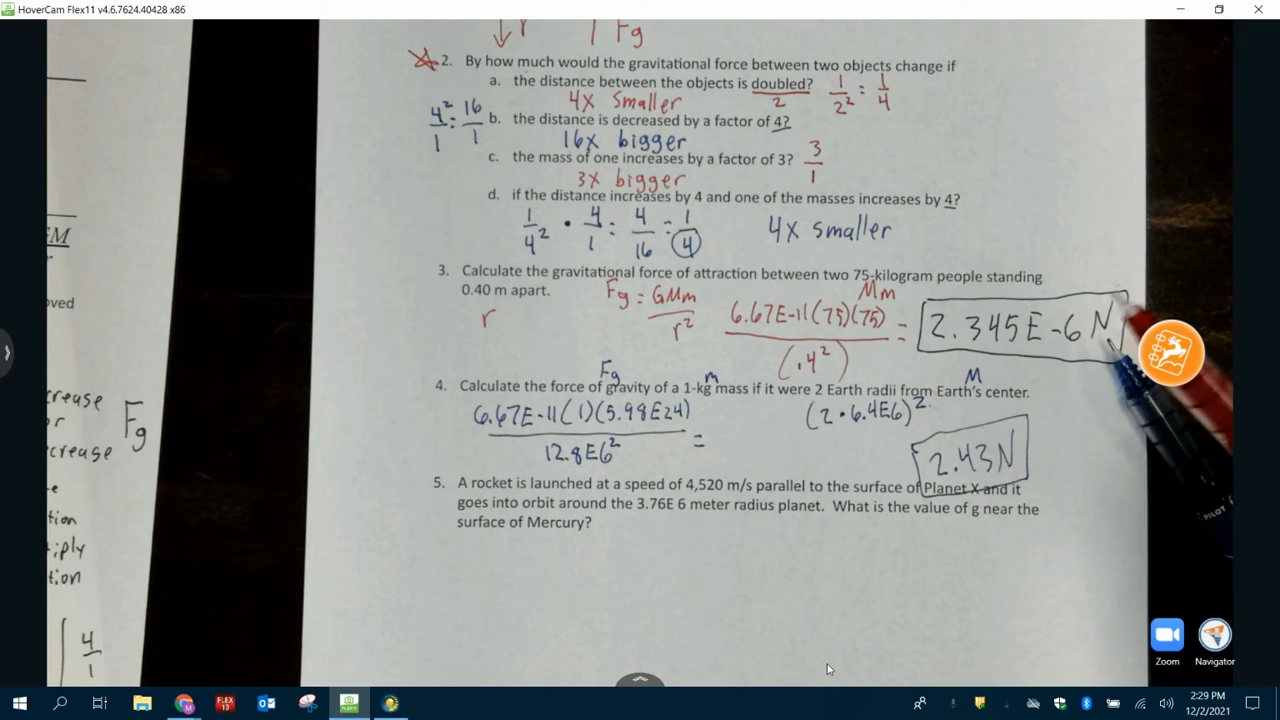 HoverCam Flex11 v4.6.7624.40428 x86
↓ r ↑ Fg
2. By how much would the gravitational force between two objects change if
a. the distance between the objects is doubled? 1/2² : 1/4
4x smaller 2
4²/1 : 16/1
b. the distance is decreased by a factor of 4?
16x bigger
c. the mass of one increases by a factor of 3? 3/1
3x bigger
d. if the distance increases by 4 and one of the masses increases by 4?
1/4² • 4/1 = 4/16 = 1/4 4x smaller
3. Calculate the gravitational force of attraction between two 75-kilogram people standing
Mm
0.40 m apart. Fg = GMm/r² 6.67E-11(75)(75)/(.4²) = 2.345E-6 N
r
Fg m M
4. Calculate the force of gravity of a 1-kg mass if it were 2 Earth radii from Earth's center.
6.67E-11(1)(5.98E24)/12.8E6² = (2•6.4E6)²
2.43N
5. A rocket is launched at a speed of 4,520 m/s parallel to the surface of Planet X and it
goes into orbit around the 3.76E 6 meter radius planet. What is the value of g near the
surface of Mercury?
M
oved
crease
or
crease
Fg
e
tion
iply
tion
4/1
PILOT
Zoom
Navigator
2:29 PM
12/2/2021